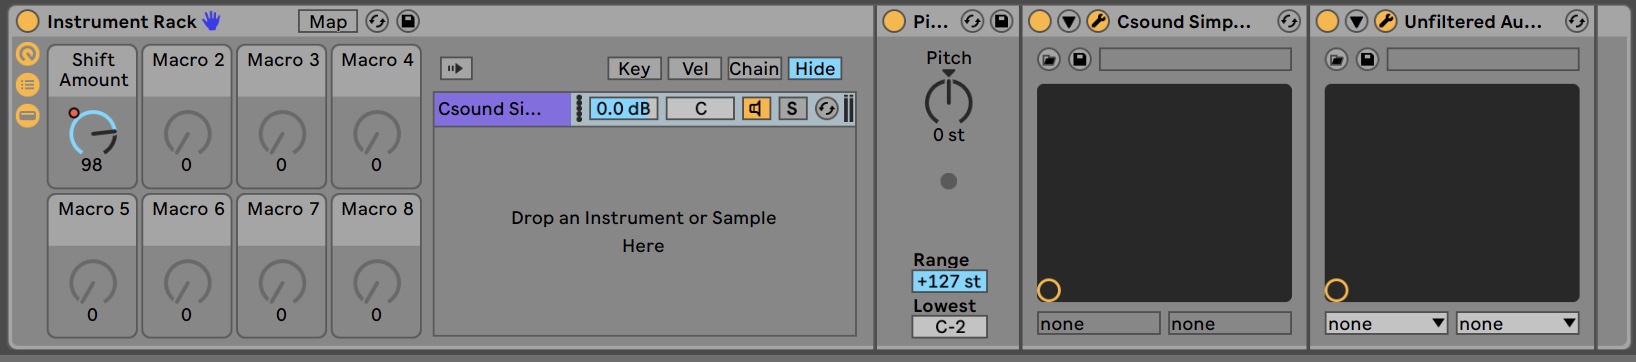 Instrument Rack Map
Pi...
Csound Simp...
Unfiltered Au...
Shift
Amount
98
Macro 2
0
Macro 3
0
Macro 4
0
Macro 5
0
Macro 6
0
Macro 7
0
Macro 8
0
Key Vel Chain Hide
Csound Si... 0.0 dB C S
Drop an Instrument or Sample
Here
Pitch
0 st
Range
+127 st
Lowest
C-2
none none
none none